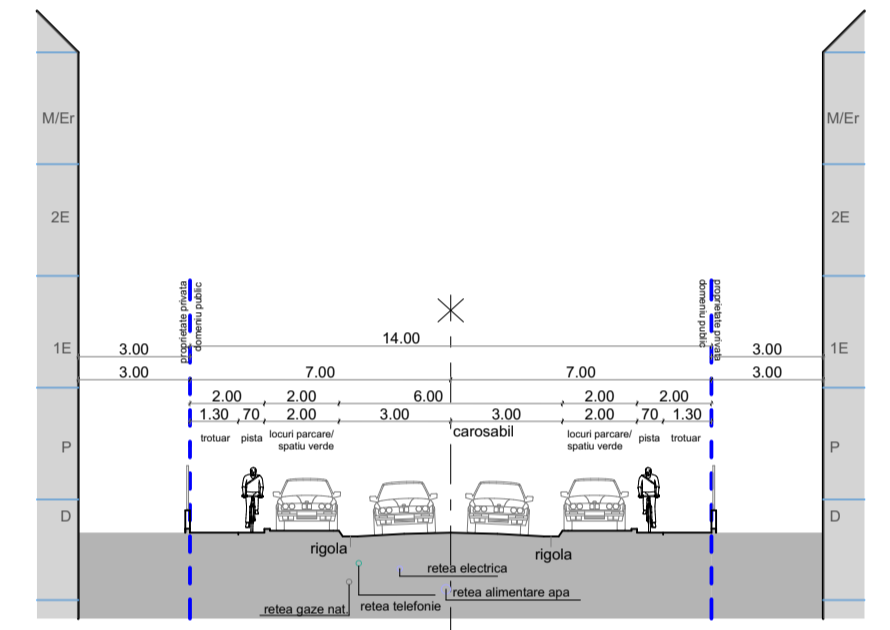 M/Er
M/Er
2E
2E
proprietate privata
domeniu public
domeniu public
proprietate privata
14.00
1E
3.00
3.00
1E
3.00
7.00
7.00
3.00
2.00
2.00
6.00
2.00
2.00
1.30
70
2.00
3.00
3.00
2.00
70
1.30
trotuar
pista
locuri parcare/
spatiu verde
carosabil
locuri parcare/
spatiu verde
pista
trotuar
P
P
D
D
rigola
rigola
retea electrica
retea alimentare apa
retea gaze nat.
retea telefonie